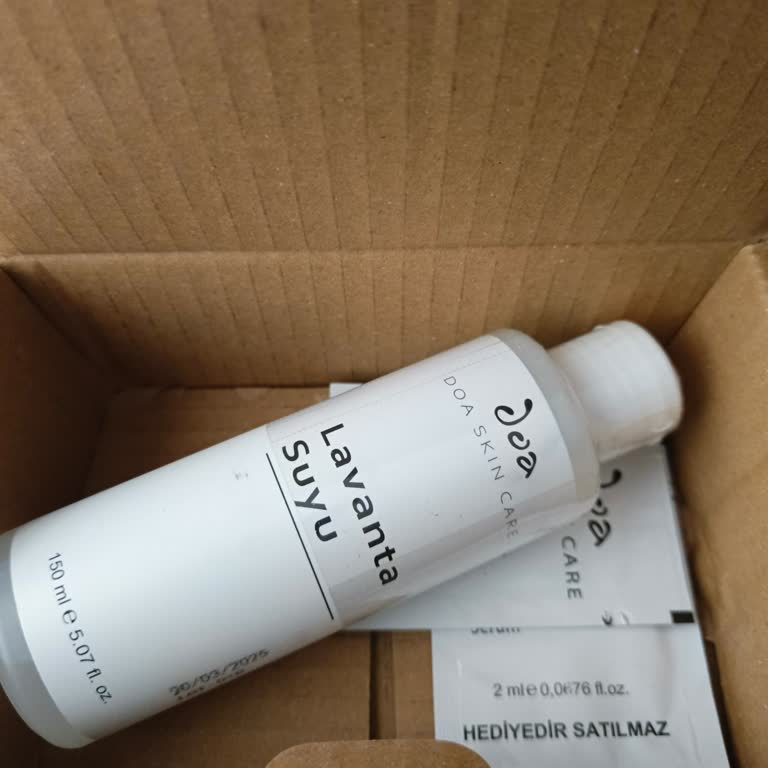 Doa
DOA SKIN CARE
Lavanta
Suyu
150 ml e 5.07 fl. oz.
CARE
2 ml e 0,0676 fl.oz.
HEDİYEDİR SATILMAZ